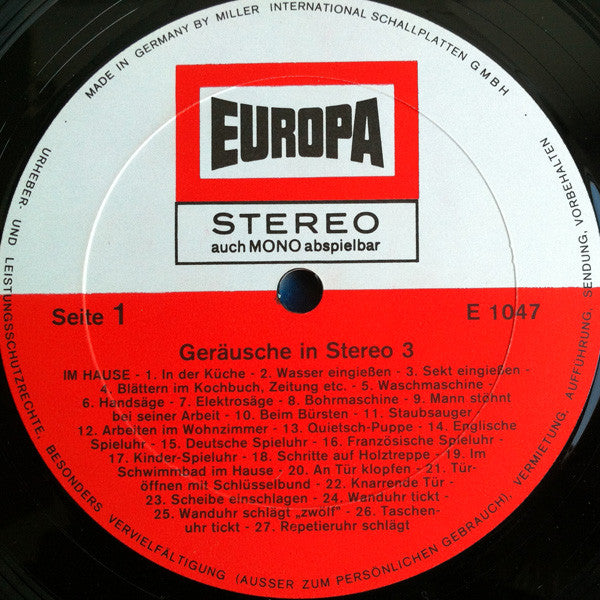 MADE IN GERMANY BY MILLER INTERNATIONAL SCHALLPLATTEN GMBH
EUROPA
STEREO
auch MONO abspielbar
Seite 1
E 1047
Geräusche in Stereo 3
IM HAUSE - 1. In der Küche - 2. Wasser eingießen - 3. Sekt eingießen -
4. Blättern im Kochbuch, Zeitung etc. - 5. Waschmaschine -
6. Handsäge - 7. Elektrosäge - 8. Bohrmaschine - 9. Mann stöhnt
bei seiner Arbeit - 10. Beim Bürsten - 11. Staubsauger -
12. Arbeiten im Wohnzimmer - 13. Quietsch-Puppe - 14. Englische
Spieluhr - 15. Deutsche Spieluhr - 16. Französische Spieluhr -
17. Kinder-Spieluhr - 18. Schritte auf Holztreppe - 19. Im
Schwimmbad im Hause - 20. An Tür klopfen - 21. Tür-
öffnen mit Schlüsselbund - 22. Knarrende Tür -
23. Scheibe einschlagen - 24. Wanduhr tickt -
25. Wanduhr schlägt „zwölf" - 26. Taschen-
uhr tickt - 27. Repetieruhr schlägt
URHEBER- UND LEISTUNGSSCHUTZRECHTE, BESONDERS VERVIELFÄLTIGUNG (AUSSER ZUM PERSÖNLICHEN GEBRAUCH), VERMIETUNG, AUFFÜHRUNG, SENDUNG, VORBEHALTEN